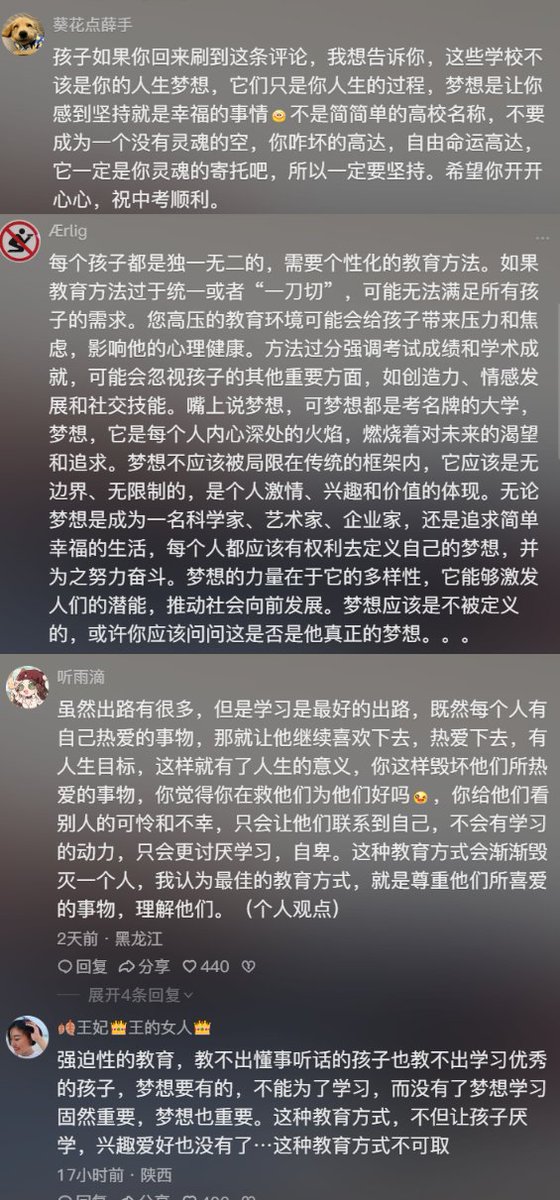 葵花点薛手
孩子如果你回来刷到这条评论，我想告诉你，这些学校不
该是你的人生梦想，它们只是你人生的过程，梦想是让你
感到坚持就是幸福的事情不是简简单的高校名称，不要
成为一个没有灵魂的空，你咋坏的高达，自由命运高达，
它一定是你灵魂的寄托吧，所以一定要坚持。希望你开开
心心，祝中考顺利。
Ærlig
...
每个孩子都是独一无二的，需要个性化的教育方法。如果
教育方法过于统一或者“一刀切”，可能无法满足所有孩
子的需求。您高压的教育环境可能会给孩子带来压力和焦
虑，影响他的心理健康。方法过分强调考试成绩和学术成
就，可能会忽视孩子的其他重要方面，如创造力、情感发
展和社交技能。嘴上说梦想，可梦想都是考名牌的大学，
梦想，它是每个人内心深处的火焰，燃烧着对未来的渴望
和追求。梦想不应该被局限在传统的框架内，它应该是无
边界、无限制的，是个人激情、兴趣和价值的体现。无论
梦想是成为一名科学家、艺术家、企业家，还是追求简单
幸福的生活，每个人都应该有权利去定义自己的梦想，并
为之努力奋斗。梦想的力量在于它的多样性，它能够激发
人们的潜能，推动社会向前发展。梦想应该是不被定义
的，或许你应该问问这是否是他真正的梦想。。。
听雨滴
虽然出路有很多，但是学习是最好的出路，既然每个人有
自己热爱的事物，那就让他继续喜欢下去，热爱下去，有
人生目标，这样就有了人生的意义，你这样毁坏他们所热
爱的事物，你觉得你在救他们为他们好吗，你给他们看
别人的可怜和不幸，只会让他们联系到自己，不会有学习
的动力，只会更讨厌学习，自卑。这种教育方式会渐渐毁
灭一个人，我认为最佳的教育方式，就是尊重他们所喜爱
的事物，理解他们。（个人观点）
2天前 · 黑龙江
回复 分享 440
展开4条回复
王妃👑王的女人👑
强迫性的教育，教不出懂事听话的孩子也教不出学习优秀
的孩子，梦想要有的，不能为了学习，而没有了梦想学习
固然重要，梦想也重要。这种教育方式，不但让孩子厌
学，兴趣爱好也没有了…这种教育方式不可取
17小时前 · 陕西